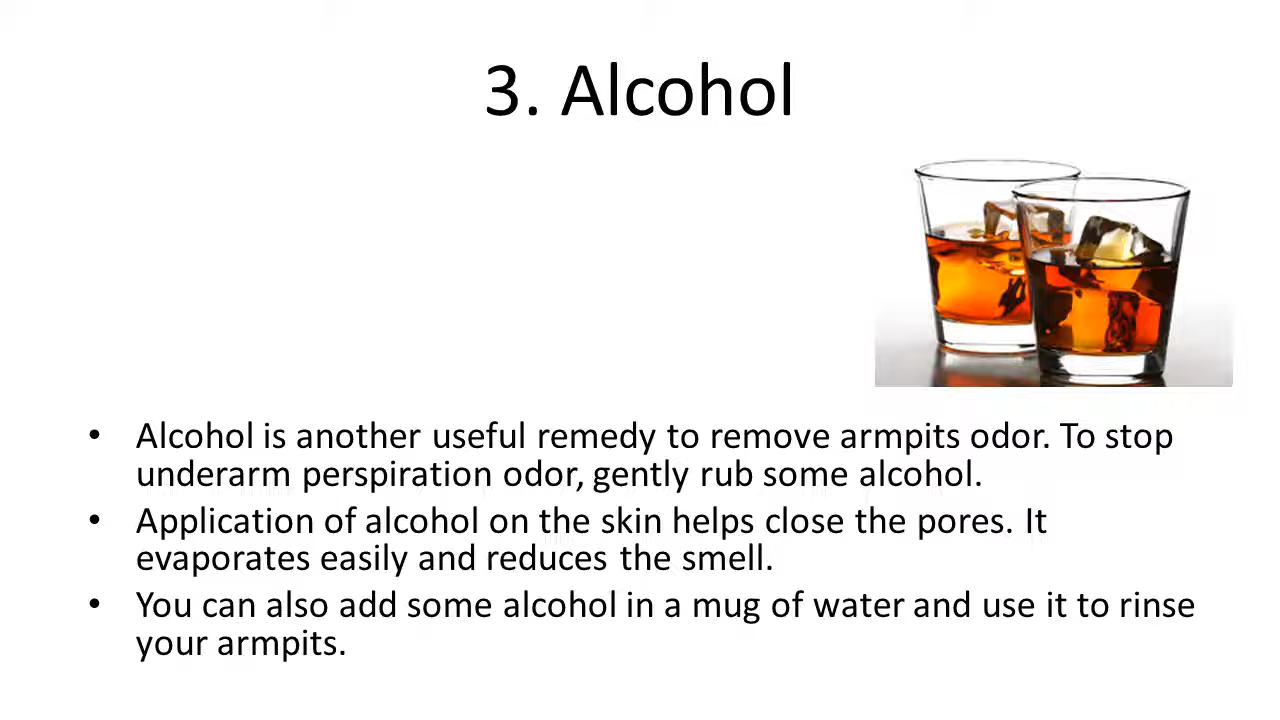 3. Alcohol
• Alcohol is another useful remedy to remove armpits odor. To stop
underarm perspiration odor, gently rub some alcohol.
• Application of alcohol on the skin helps close the pores. It
evaporates easily and reduces the smell.
• You can also add some alcohol in a mug of water and use it to rinse
your armpits.